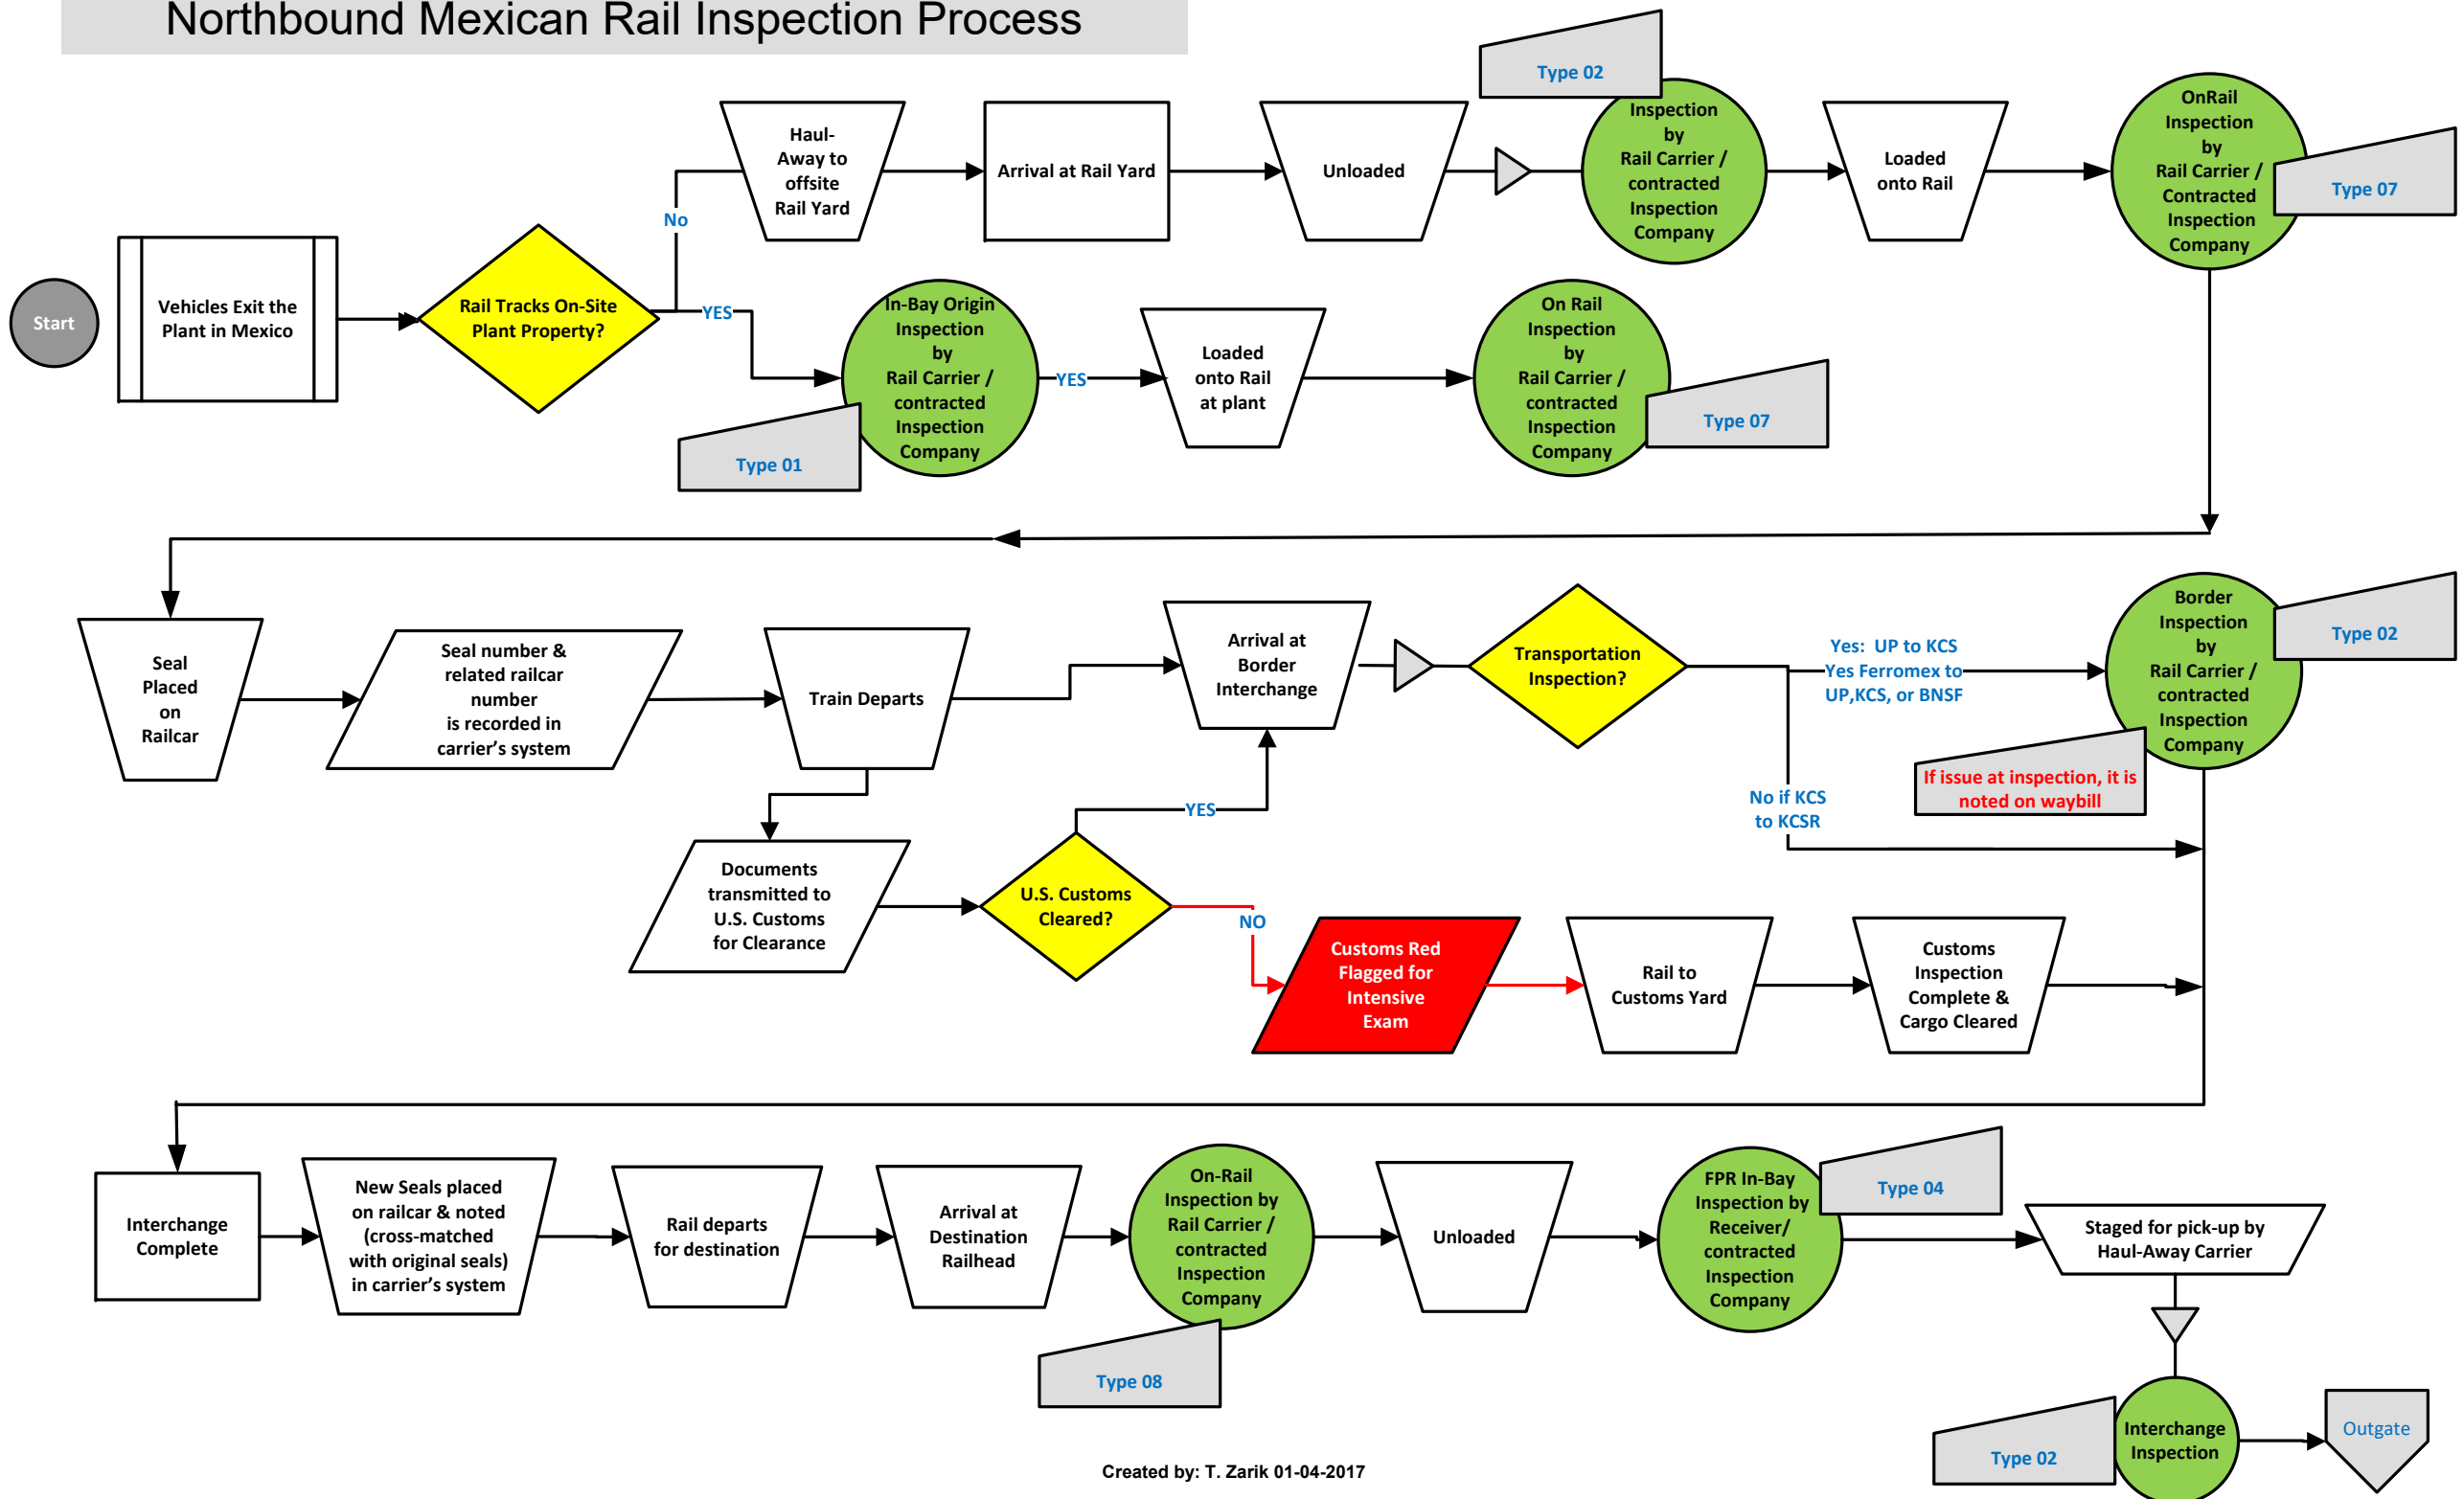 Northbound Mexican Rail Inspection Process
Type 02
Haul-
Away to
offsite
Rail Yard
Arrival at Rail Yard
Unloaded
Inspection
by
Rail Carrier /
contracted
Inspection
Company
Loaded
onto Rail
OnRail
Inspection
by
Rail Carrier /
Contracted
Inspection
Company
Type 07
No
Start
Vehicles Exit the
Plant in Mexico
Rail Tracks On-Site
Plant Property?
YES
In-Bay Origin
Inspection
by
Rail Carrier /
contracted
Inspection
Company
Type 01
YES
Loaded
onto Rail
at plant
On Rail
Inspection
by
Rail Carrier /
contracted
Inspection
Company
Type 07
Seal
Placed
on
Railcar
Seal number &
related railcar
number
is recorded in
carrier's system
Train Departs
Arrival at
Border
Interchange
Transportation
Inspection?
Yes: UP to KCS
Yes Ferromex to
UP,KCS, or BNSF
Border
Inspection
by
Rail Carrier /
contracted
Inspection
Company
Type 02
If issue at inspection, it is
noted on waybill
No if KCS
to KCSR
YES
Documents
transmitted to
U.S. Customs
for Clearance
U.S. Customs
Cleared?
NO
Customs Red
Flagged for
Intensive
Exam
Rail to
Customs Yard
Customs
Inspection
Complete &
Cargo Cleared
Interchange
Complete
New Seals placed
on railcar & noted
(cross-matched
with original seals)
in carrier's system
Rail departs
for destination
Arrival at
Destination
Railhead
On-Rail
Inspection by
Rail Carrier /
contracted
Inspection
Company
Type 08
Unloaded
FPR In-Bay
Inspection by
Receiver/
contracted
Inspection
Company
Type 04
Staged for pick-up by
Haul-Away Carrier
Type 02
Interchange
Inspection
Outgate
Created by: T. Zarik 01-04-2017